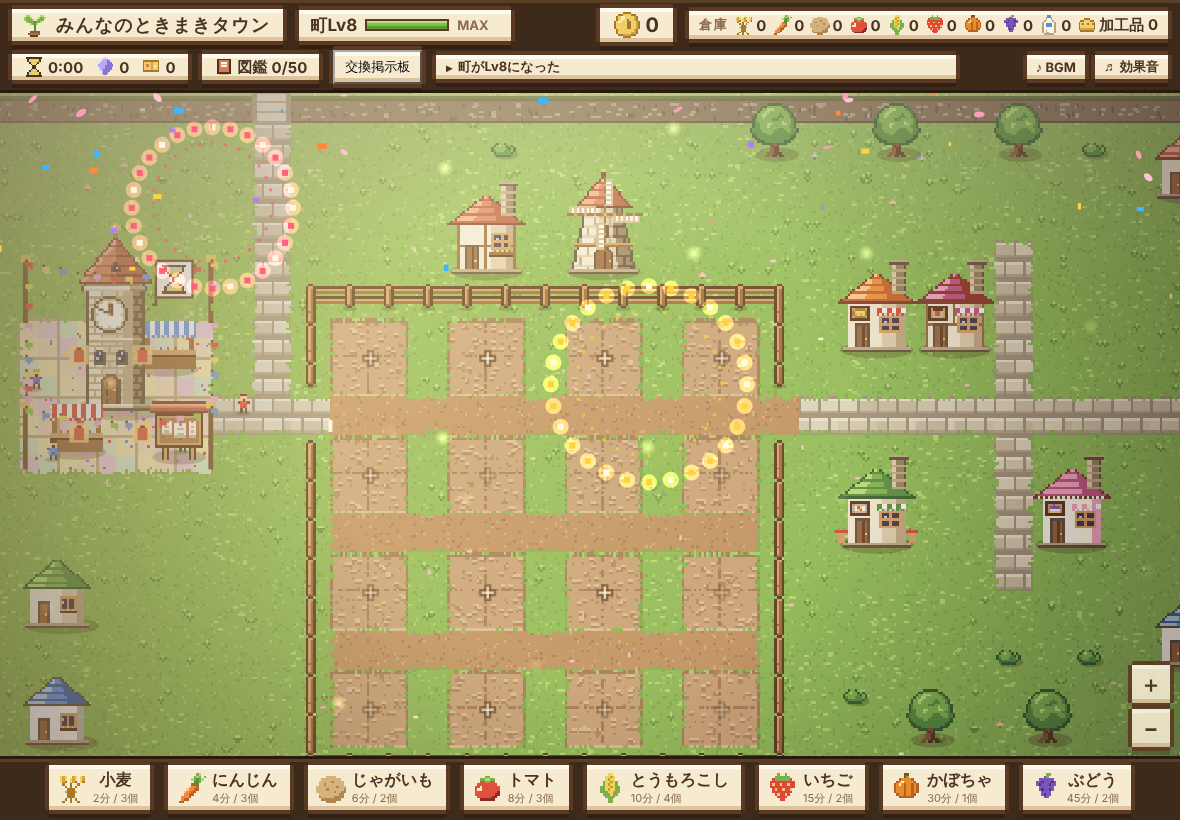 みんなのときまきタウン
町Lv8 MAX
0
倉庫 0 0 0 0 0 0 0 0 0 加工品 0
0:00 0 0
図鑑 0/50
交換掲示板
▸ 町がLv8になった
♪ BGM
♬ 効果音
+
−
小麦
2分 / 3個
にんじん
4分 / 3個
じゃがいも
6分 / 2個
トマト
8分 / 3個
とうもろこし
10分 / 4個
いちご
15分 / 2個
かぼちゃ
30分 / 1個
ぶどう
45分 / 2個